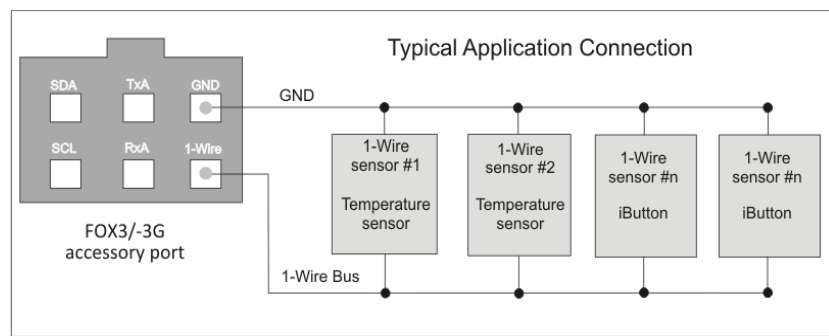 Typical Application Connection
SDA
TxA
GND
SCL
RxA
1-Wire
FOX3/-3G
accessory port
GND
1-Wire Bus
1-Wire
sensor #1
Temperature
sensor
1-Wire
sensor #2
Temperature
sensor
1-Wire
sensor #n
iButton
1-Wire
sensor #n
iButton